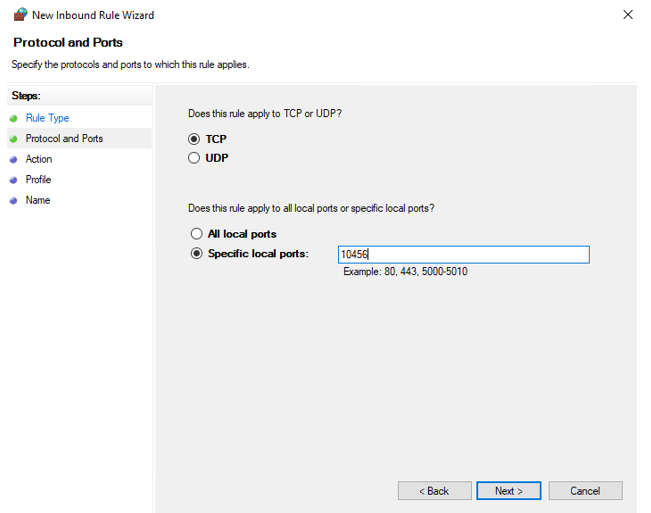 New Inbound Rule Wizard
Protocol and Ports
Specify the protocols and ports to which this rule applies.
Steps:
Rule Type
Protocol and Ports
Action
Profile
Name
Does this rule apply to TCP or UDP?
TCP
UDP
Does this rule apply to all local ports or specific local ports?
All local ports
Specific local ports:
10456
Example: 80, 443, 5000-5010
< Back
Next >
Cancel